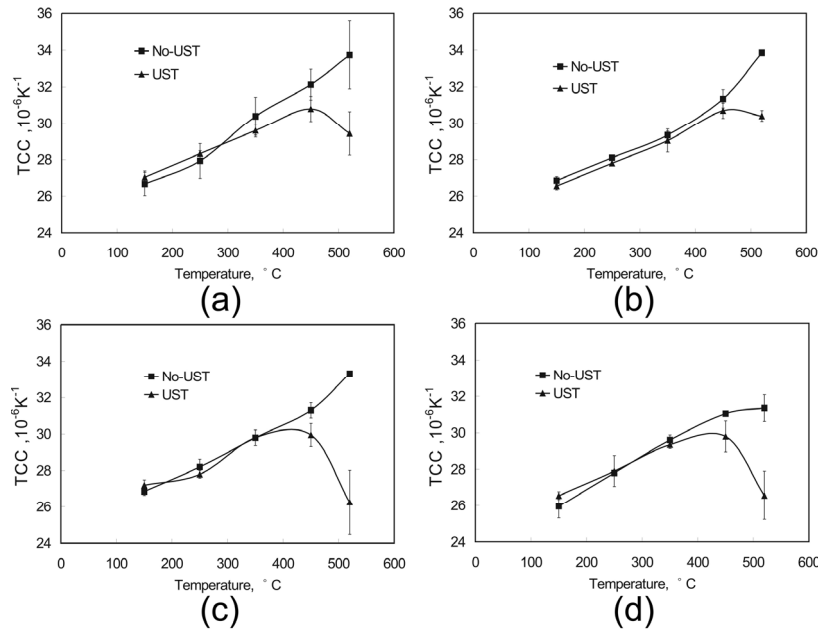 36
34
32
30
28
26
24
TCC ,10⁻⁶K⁻¹
No-UST
UST
0 100 200 300 400 500 600
Temperature, ° C
(a)
36
34
32
30
28
26
24
TCC ,10⁻⁶K⁻¹
No-UST
UST
0 100 200 300 400 500 600
Temperature, ° C
(b)
36
34
32
30
28
26
24
TCC ,10⁻⁶K⁻¹
No-UST
UST
0 100 200 300 400 500 600
Temperature, ° C
(c)
36
34
32
30
28
26
24
TCC ,10⁻⁶K⁻¹
No-UST
UST
0 100 200 300 400 500 600
Temperature, ° C
(d)